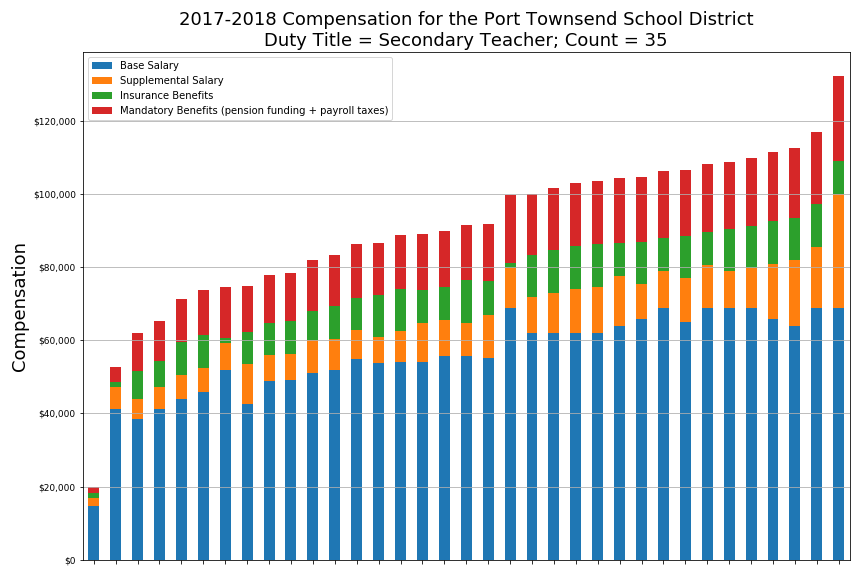 2017-2018 Compensation for the Port Townsend School District
Duty Title = Secondary Teacher; Count = 35
Base Salary
Supplemental Salary
Insurance Benefits
Mandatory Benefits (pension funding + payroll taxes)
Compensation
$120,000
$100,000
$80,000
$60,000
$40,000
$20,000
$0